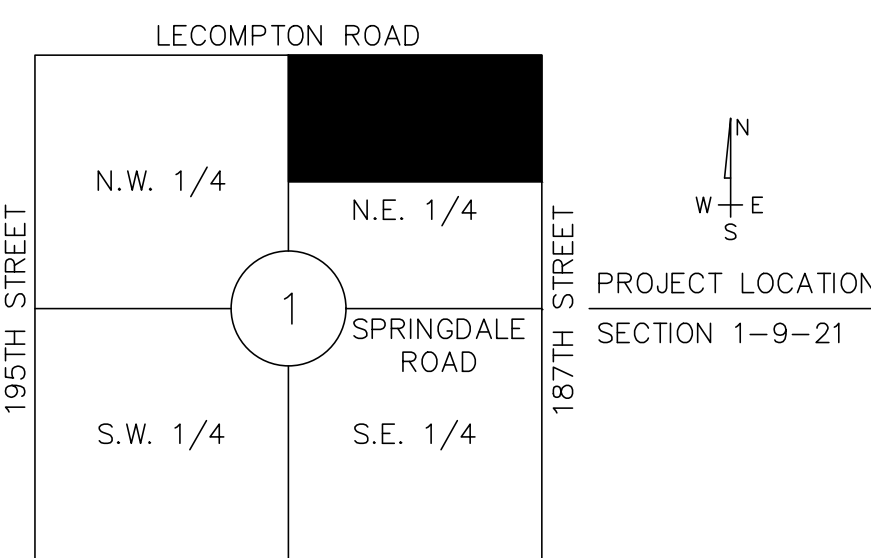 LECOMPTON ROAD
N.W. 1/4
N.E. 1/4
195TH STREET
1
SPRINGDALE
ROAD
187TH STREET
S.W. 1/4
S.E. 1/4
N
W E
S
PROJECT LOCATION
SECTION 1-9-21